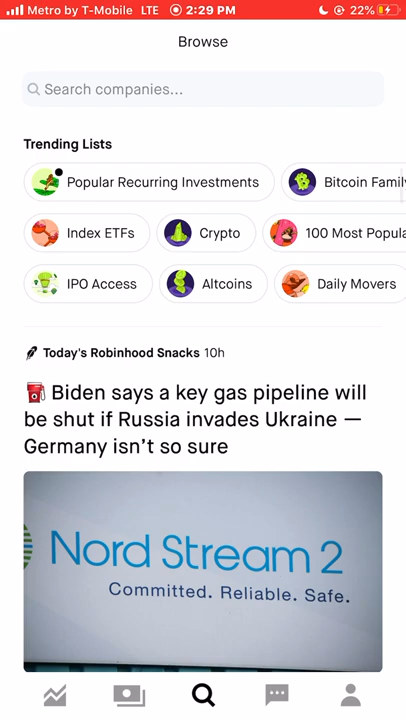 Metro by T-Mobile LTE 2:29 PM 22%
Browse
Search companies...
Trending Lists
Popular Recurring Investments Bitcoin Family
Index ETFs Crypto 100 Most Popula
IPO Access Altcoins Daily Movers
Today's Robinhood Snacks 10h
Biden says a key gas pipeline will
be shut if Russia invades Ukraine —
Germany isn't so sure
Nord Stream 2
Committed. Reliable. Safe.